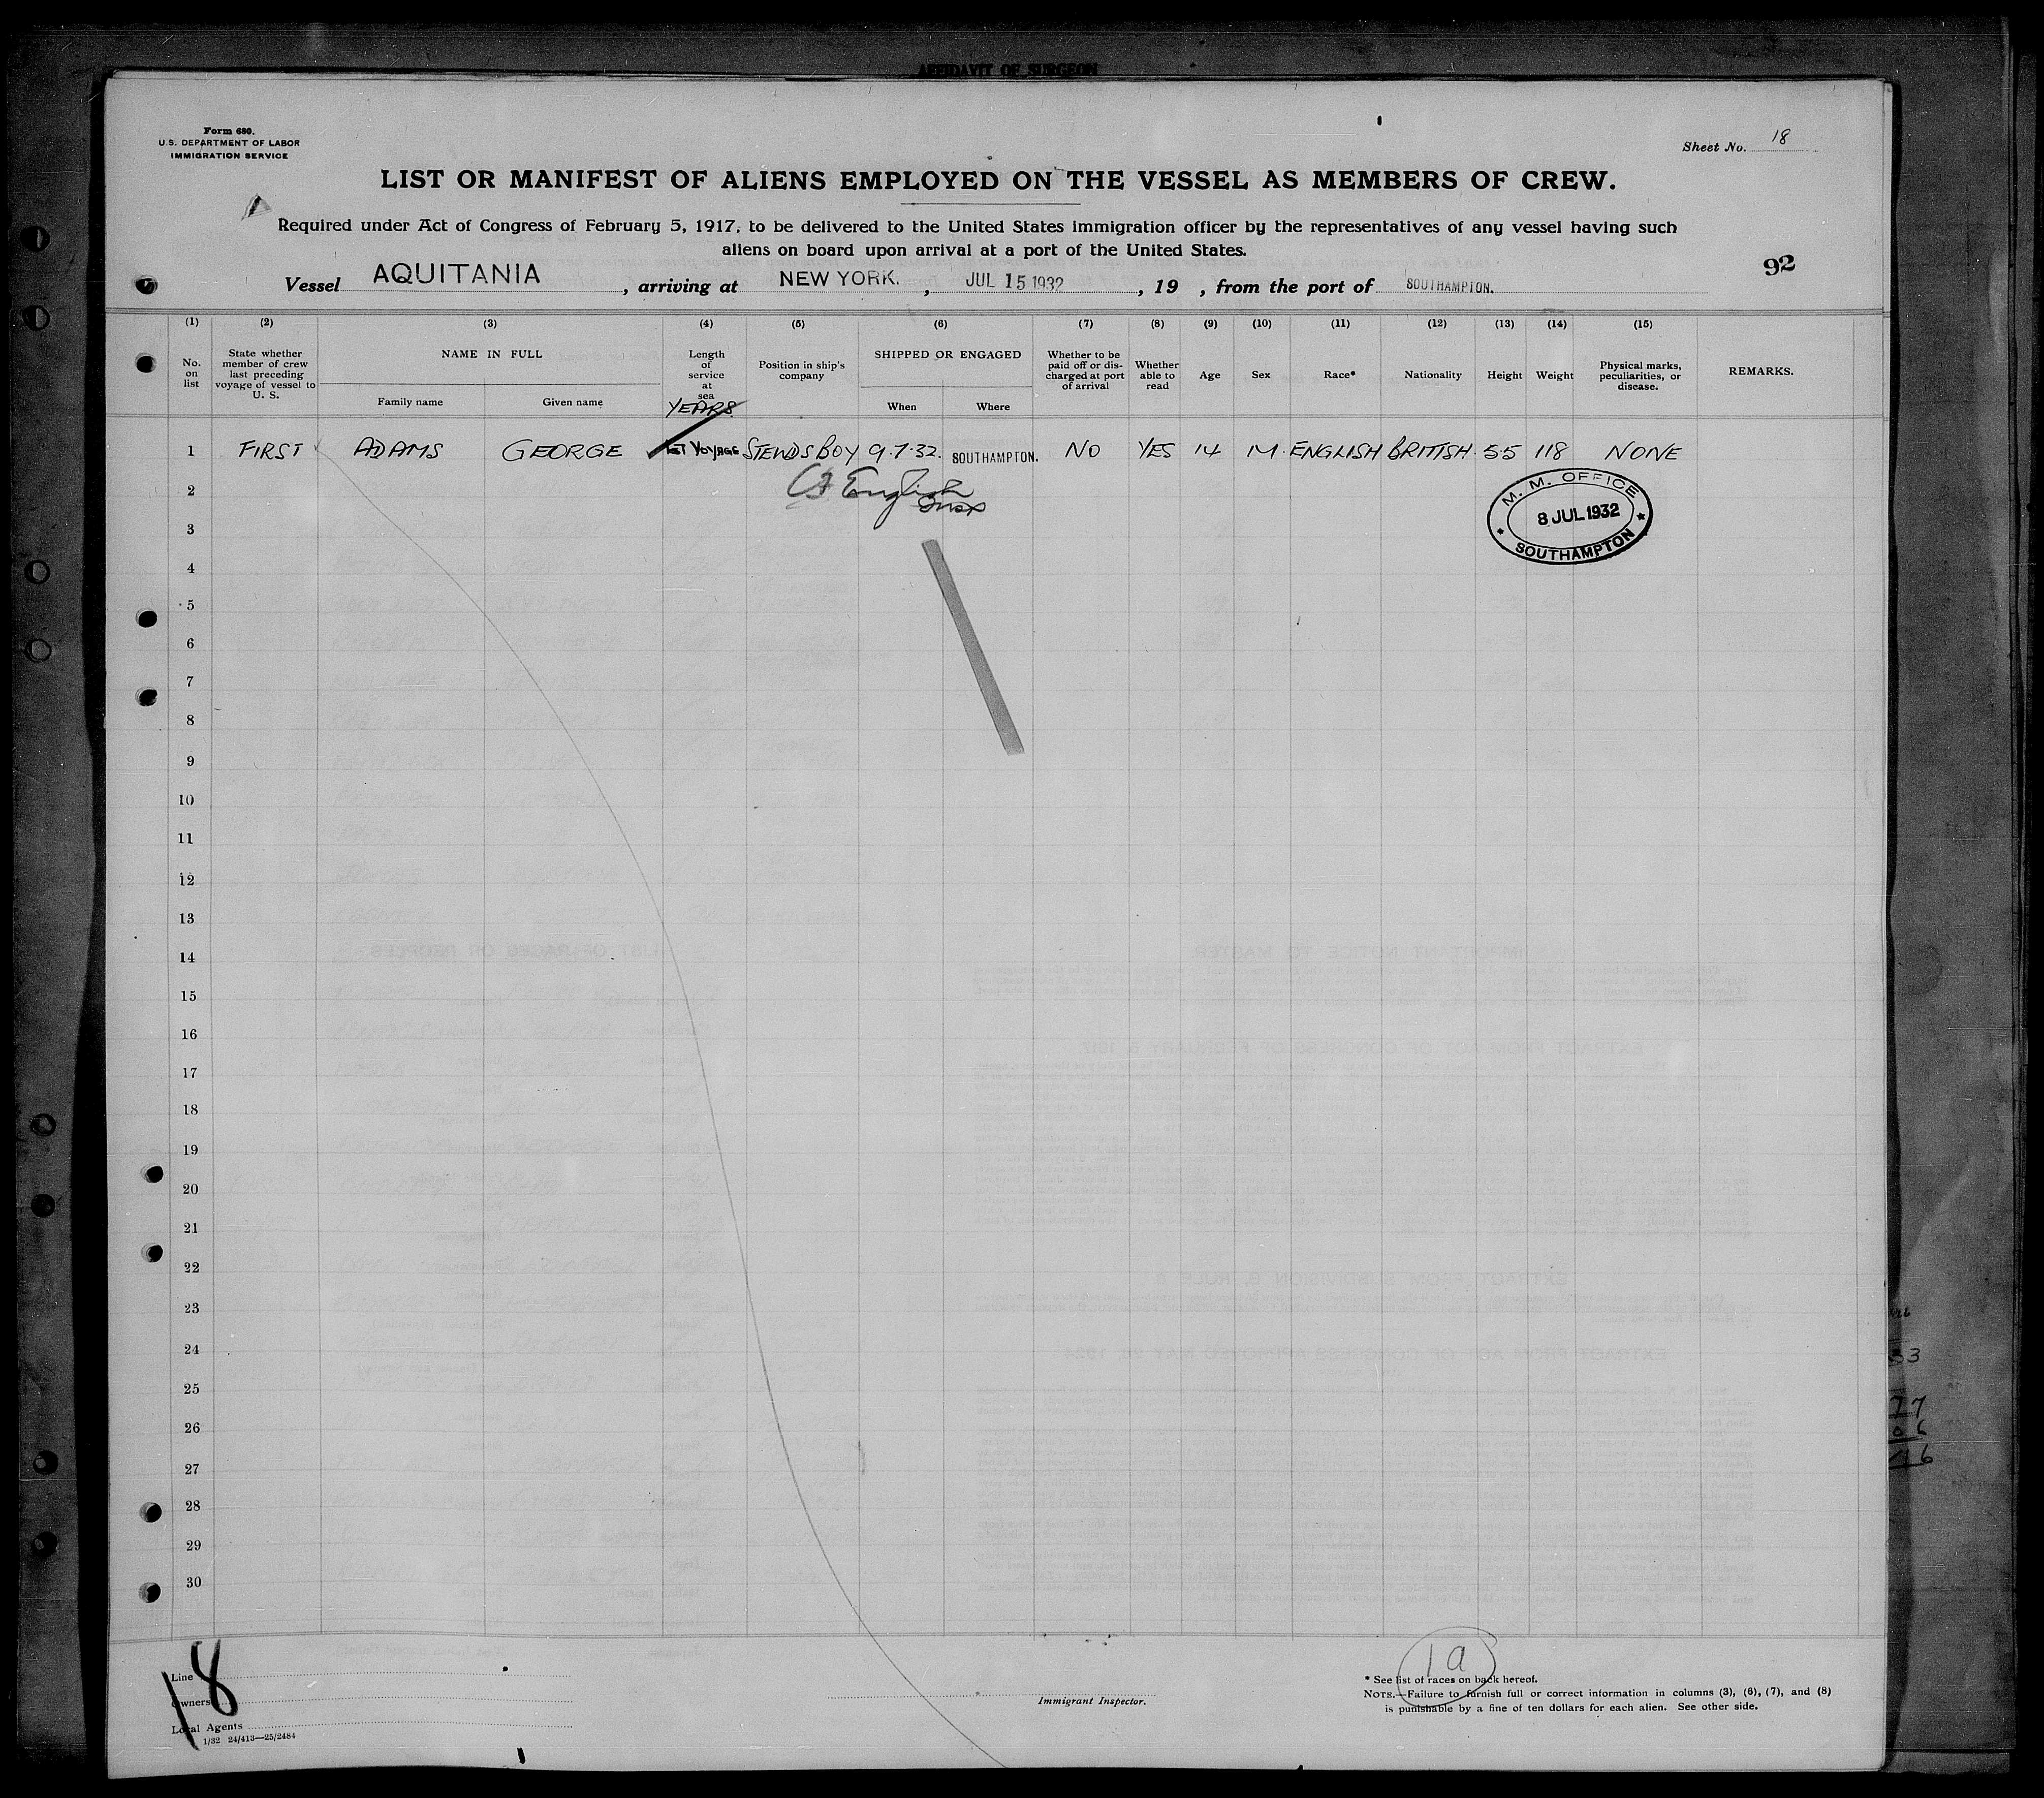 AFFIDAVIT OF SURGEON
Form 680.
U.S. DEPARTMENT OF LABOR
IMMIGRATION SERVICE
Sheet No. 18
LIST OR MANIFEST OF ALIENS EMPLOYED ON THE VESSEL AS MEMBERS OF CREW.
Required under Act of Congress of February 5, 1917, to be delivered to the United States immigration officer by the representatives of any vessel having such
aliens on board upon arrival at a port of the United States.
92
Vessel AQUITANIA, arriving at NEW YORK., JUL 15 1932, 19 , from the port of SOUTHAMPTON.
(1) (2) (3) (4) (5) (6) (7) (8) (9) (10) (11) (12) (13) (14) (15)
No. on list
State whether member of crew last preceding voyage of vessel to U. S.
NAME IN FULL
Family name
Given name
Length of service at sea
YEARS
Position in ship's company
SHIPPED OR ENGAGED
When
Where
Whether to be paid off or discharged at port of arrival
Whether able to read
Age
Sex
Race*
Nationality
Height
Weight
Physical marks, peculiarities, or disease.
REMARKS.
1 FIRST ADAMS GEORGE 1ST VOYAGE STEWDS BOY 9.7.32. SOUTHAMPTON. NO YES 14 M. ENGLISH BRITISH 5.5 118 NONE
English
Insp
M. M. OFFICE
8 JUL 1932
SOUTHAMPTON
2
3
4
5
6
7
8
9
10
11
12
13
14
15
16
17
18
19
20
21
22
23
24
25
26
27
28
29
30
18
1a
Line
Owners
Local Agents
1/32 24/413—25/2484
Immigrant Inspector.
* See list of races on back hereof.
NOTE.—Failure to furnish full or correct information in columns (3), (6), (7), and (8)
is punishable by a fine of ten dollars for each alien. See other side.